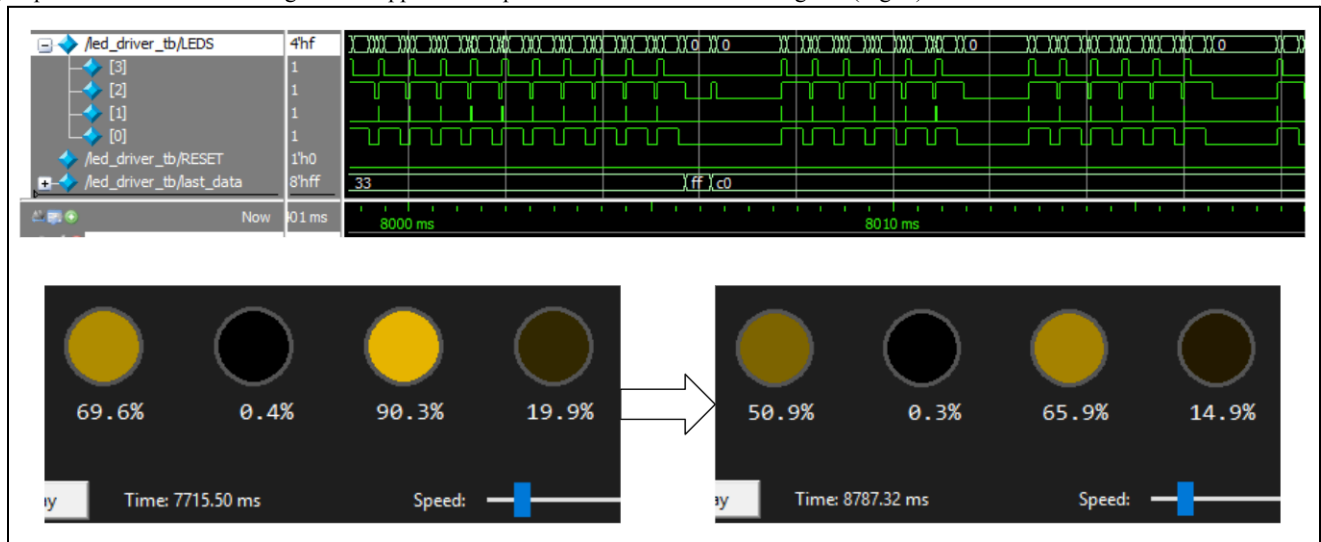 /led_driver_tb/LEDS 4'hf 0 0 0 0
[3] 1
[2] 1
[1] 1
[0] 1
/led_driver_tb/RESET 1'h0
/led_driver_tb/last_data 8'hff 33 ff c0
Now 01 ms 8000 ms 8010 ms
69.6% 0.4% 90.3% 19.9%
Time: 7715.50 ms Speed:
50.9% 0.3% 65.9% 14.9%
Time: 8787.32 ms Speed: